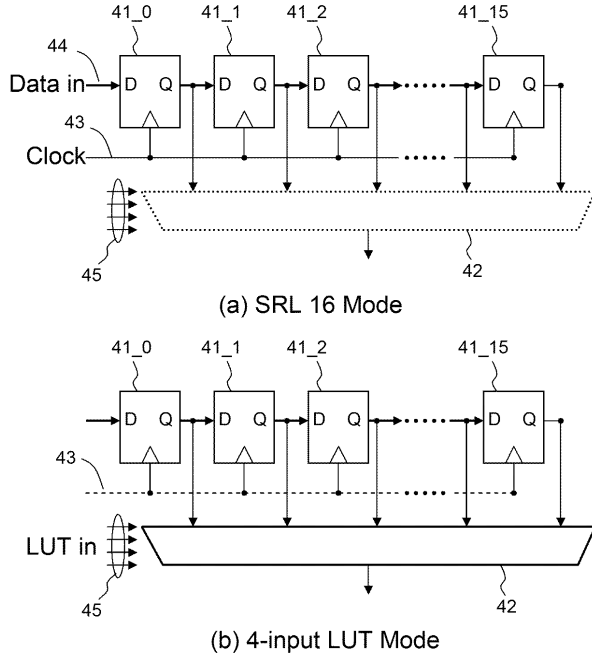 41_0 41_1 41_2 41_15
44
Data in D Q D Q D Q D Q
43
Clock
45 42
(a) SRL 16 Mode
41_0 41_1 41_2 41_15
D Q D Q D Q D Q
43
LUT in
45 42
(b) 4-input LUT Mode